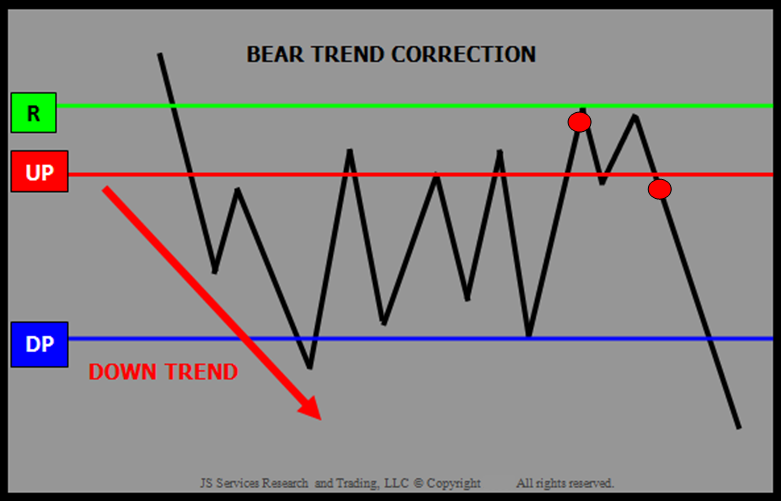 BEAR TREND CORRECTION
R
UP
DP
DOWN TREND
JS Services Research and Trading, LLC © Copyright All rights reserved.